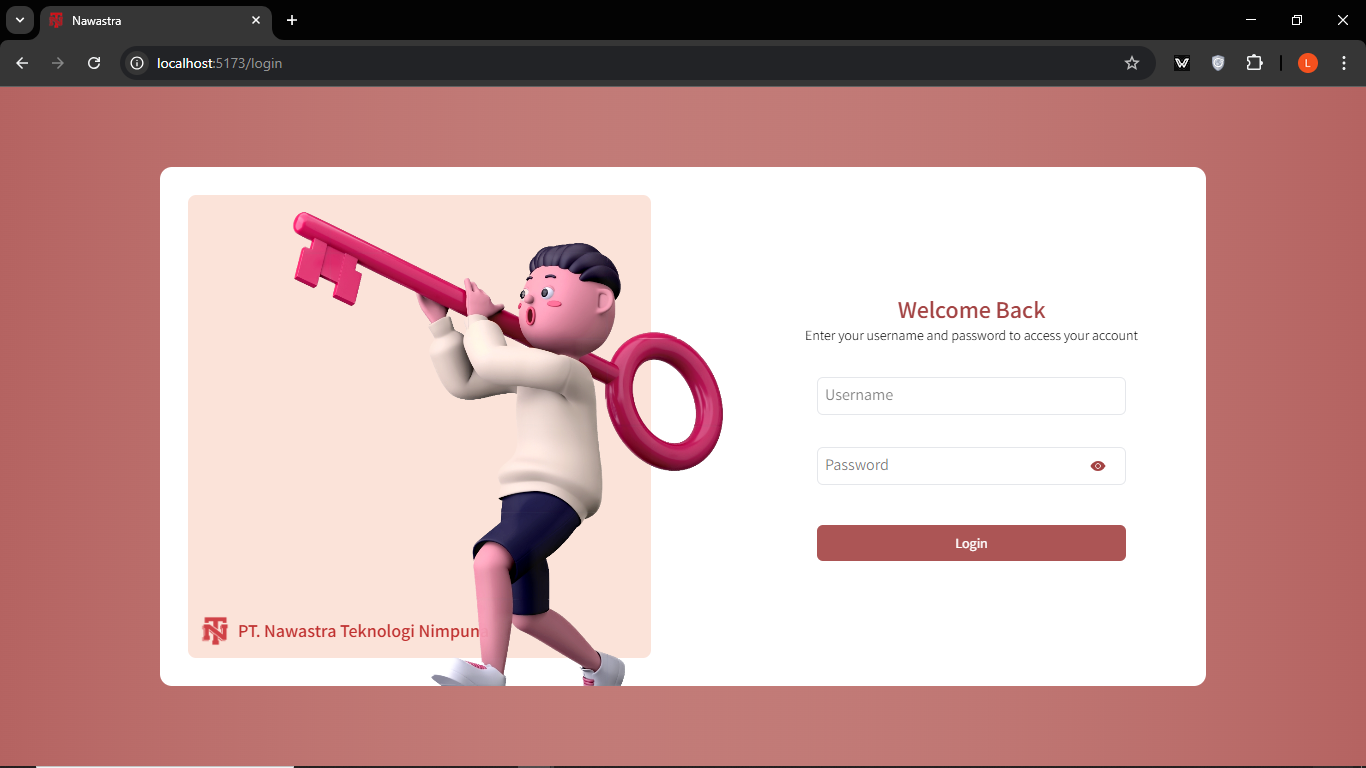 Nawastra
localhost:5173/login
L
Welcome Back
Enter your username and password to access your account
Username
Password
Login
PT. Nawastra Teknologi Nimpuna